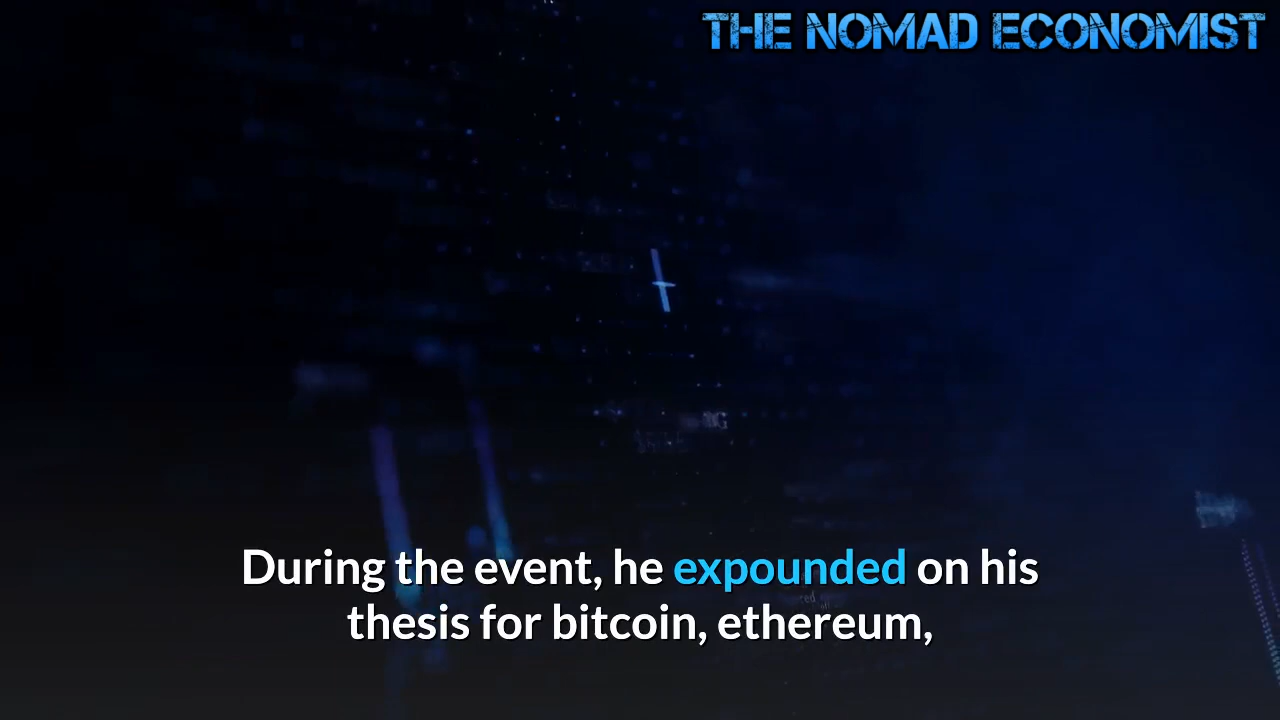 THE NOMAD ECONOMIST
During the event, he expounded on his
thesis for bitcoin, ethereum,